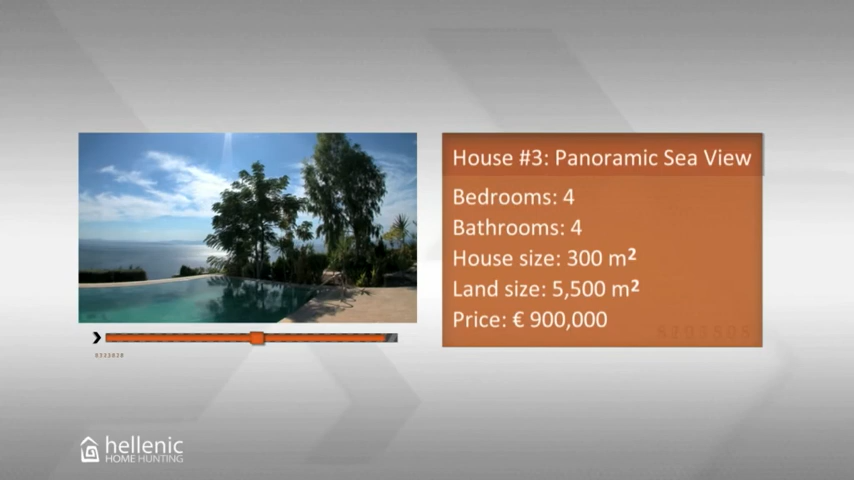 House #3: Panoramic Sea View
Bedrooms: 4
Bathrooms: 4
House size: 300 m²
Land size: 5,500 m²
Price: € 900,000
hellenic
HOME HUNTING